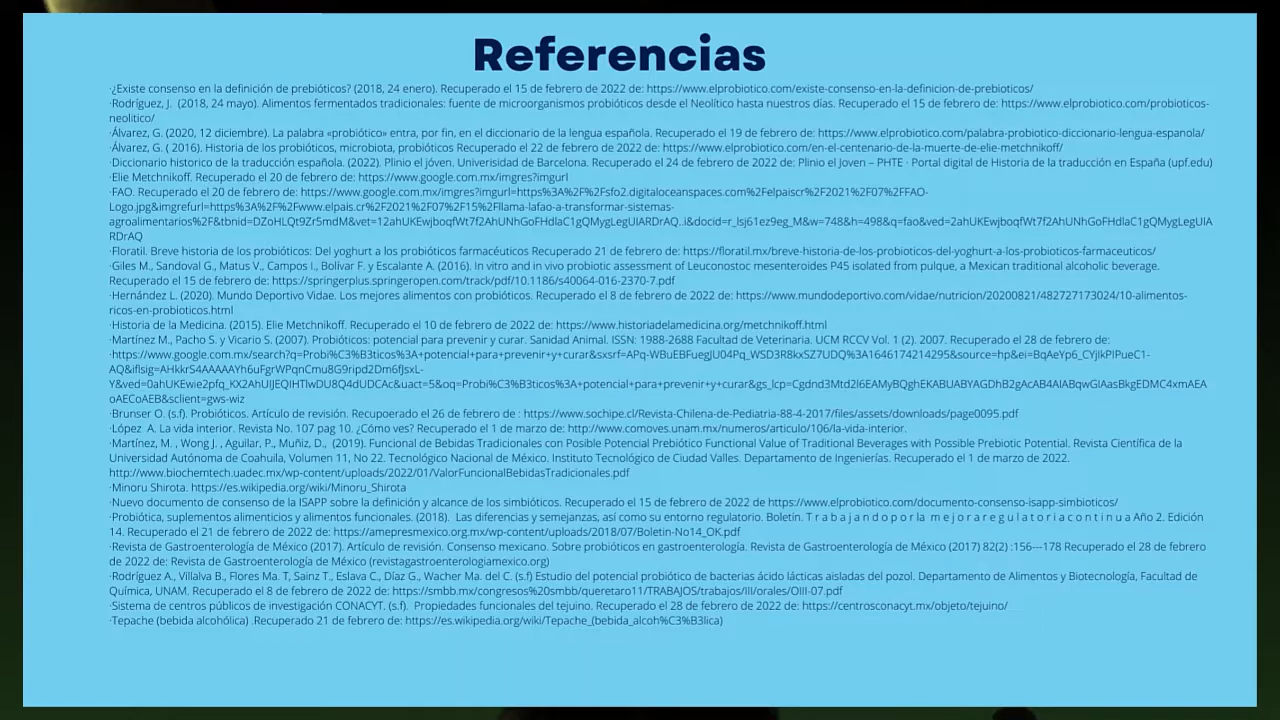 Referencias
·¿Existe consenso en la definición de prebióticos? (2018, 24 enero). Recuperado el 15 de febrero de 2022 de: https://www.elprobiotico.com/existe-consenso-en-la-definicion-de-prebioticos/
·Rodríguez, J.  (2018, 24 mayo). Alimentos fermentados tradicionales: fuente de microorganismos probióticos desde el Neolítico hasta nuestros días. Recuperado el 15 de febrero de: https://www.elprobiotico.com/probioticos-
neolitico/
·Álvarez, G. (2020, 12 diciembre). La palabra «probiótico» entra, por fin, en el diccionario de la lengua española. Recuperado el 19 de febrero de: https://www.elprobiotico.com/palabra-probiotico-diccionario-lengua-espanola/
·Álvarez, G. ( 2016). Historia de los probióticos, microbiota, probióticos Recuperado el 22 de febrero de 2022 de: https://www.elprobiotico.com/en-el-centenario-de-la-muerte-de-elie-metchnikoff/
·Diccionario historico de la traducción española. (2022). Plinio el jóven. Univerisidad de Barcelona. Recuperado el 24 de febrero de 2022 de: Plinio el Joven – PHTE · Portal digital de Historia de la traducción en España (upf.edu)
·Elie Metchnikoff. Recuperado el 20 de febrero de: https://www.google.com.mx/imgres?imgurl
·FAO. Recuperado el 20 de febrero de: https://www.google.com.mx/imgres?imgurl=https%3A%2F%2Fsfo2.digitaloceanspaces.com%2Felpaiscr%2F2021%2F07%2FFAO-
Logo.jpg&imgrefurl=https%3A%2F%2Fwww.elpais.cr%2F2021%2F07%2F15%2Fllama-lafao-a-transformar-sistemas-
agroalimentarios%2F&tbnid=DZoHLQt9Zr5mdM&vet=12ahUKEwjboqfWt7f2AhUNhGoFHdlaC1gQMygLegUIARDrAQ..i&docid=r_lsj61ez9eg_M&w=748&h=498&q=fao&ved=2ahUKEwjboqfWt7f2AhUNhGoFHdlaC1gQMygLegUIA
RDrAQ
·Floratil. Breve historia de los probióticos: Del yoghurt a los probióticos farmacéuticos Recuperado 21 de febrero de: https://floratil.mx/breve-historia-de-los-probioticos-del-yoghurt-a-los-probioticos-farmaceuticos/
·Giles M., Sandoval G., Matus V., Campos I., Bolivar F. y Escalante A. (2016). In vitro and in vivo probiotic assessment of Leuconostoc mesenteroides P45 isolated from pulque, a Mexican traditional alcoholic beverage.
Recuperado el 15 de febrero de: https://springerplus.springeropen.com/track/pdf/10.1186/s40064-016-2370-7.pdf
·Hernández L. (2020). Mundo Deportivo Vidae. Los mejores alimentos con probióticos. Recuperado el 8 de febrero de 2022 de: https://www.mundodeportivo.com/vidae/nutricion/20200821/482727173024/10-alimentos-
ricos-en-probioticos.html
·Historia de la Medicina. (2015). Elie Metchnikoff. Recuperado el 10 de febrero de 2022 de: https://www.historiadelamedicina.org/metchnikoff.html
·Martínez M., Pacho S. y Vicario S. (2007). Probióticos: potencial para prevenir y curar. Sanidad Animal. ISSN: 1988-2688 Facultad de Veterinaria. UCM RCCV Vol. 1 (2). 2007. Recuperado el 28 de febrero de:
·https://www.google.com.mx/search?q=Probi%C3%B3ticos%3A+potencial+para+prevenir+y+curar&sxsrf=APq-WBuEBFuegJU04Pq_WSD3R8kxSZ7UDQ%3A1646174214295&source=hp&ei=BqAeYp6_CYjIkPIPueC1-
AQ&iflsig=AHkkrS4AAAAAYh6uFgrWPqnCmu8G9ripd2Dm6fJsxL-
Y&ved=0ahUKEwie2pfq_KX2AhUIJEQIHTlwDU8Q4dUDCAc&uact=5&oq=Probi%C3%B3ticos%3A+potencial+para+prevenir+y+curar&gs_lcp=Cgdnd3Mtd2l6EAMyBQghEKABUABYAGDhB2gAcAB4AIABqwGIAasBkgEDMC4xmAEA
oAECoAEB&sclient=gws-wiz
·Brunser O. (s.f). Probióticos. Artículo de revisión. Recupoerado el 26 de febrero de : https://www.sochipe.cl/Revista-Chilena-de-Pediatria-88-4-2017/files/assets/downloads/page0095.pdf
·López  A. La vida interior. Revista No. 107 pag 10. ¿Cómo ves? Recuperado el 1 de marzo de: http://www.comoves.unam.mx/numeros/articulo/106/la-vida-interior.
·Martínez, M. , Wong J. , Aguilar, P., Muñiz, D.,  (2019). Funcional de Bebidas Tradicionales con Posible Potencial Prebiótico Functional Value of Traditional Beverages with Possible Prebiotic Potential. Revista Científica de la
Universidad Autónoma de Coahuila, Volumen 11, No 22. Tecnológico Nacional de México. Instituto Tecnológico de Ciudad Valles. Departamento de Ingenierías. Recuperado el 1 de marzo de 2022.
http://www.biochemtech.uadec.mx/wp-content/uploads/2022/01/ValorFuncionalBebidasTradicionales.pdf
·Minoru Shirota. https://es.wikipedia.org/wiki/Minoru_Shirota
·Nuevo documento de consenso de la ISAPP sobre la definición y alcance de los simbióticos. Recuperado el 15 de febrero de 2022 de https://www.elprobiotico.com/documento-consenso-isapp-simbioticos/
·Probiótica, suplementos alimenticios y alimentos funcionales. (2018).  Las diferencias y semejanzas, así como su entorno regulatorio. Boletín. T r a b a j a n d o p o r la  m e j o r a r e g u l a t o r i a c o n t i n u a Año 2. Edición
14. Recuperado el 21 de febrero de 2022 de: https://amepresmexico.org.mx/wp-content/uploads/2018/07/Boletin-No14_OK.pdf
·Revista de Gastroenterología de México (2017). Artículo de revisión. Consenso mexicano. Sobre probióticos en gastroenterología. Revista de Gastroenterología de México (2017) 82(2) :156---178 Recuperado el 28 de febrero
de 2022 de: Revista de Gastroenterología de México (revistagastroenterologiamexico.org)
·Rodríguez A., Villalva B., Flores Ma. T, Sainz T., Eslava C., Díaz G., Wacher Ma. del C. (s.f) Estudio del potencial probiótico de bacterias ácido lácticas aisladas del pozol. Departamento de Alimentos y Biotecnología, Facultad de
Química, UNAM. Recuperado el 8 de febrero de 2022 de: https://smbb.mx/congresos%20smbb/queretaro11/TRABAJOS/trabajos/III/orales/OIII-07.pdf
·Sistema de centros públicos de investigación CONACYT. (s.f).  Propiedades funcionales del tejuino. Recuperado el 28 de febrero de 2022 de: https://centrosconacyt.mx/objeto/tejuino/
·Tepache (bebida alcohólica) .Recuperado 21 de febrero de: https://es.wikipedia.org/wiki/Tepache_(bebida_alcoh%C3%B3lica)